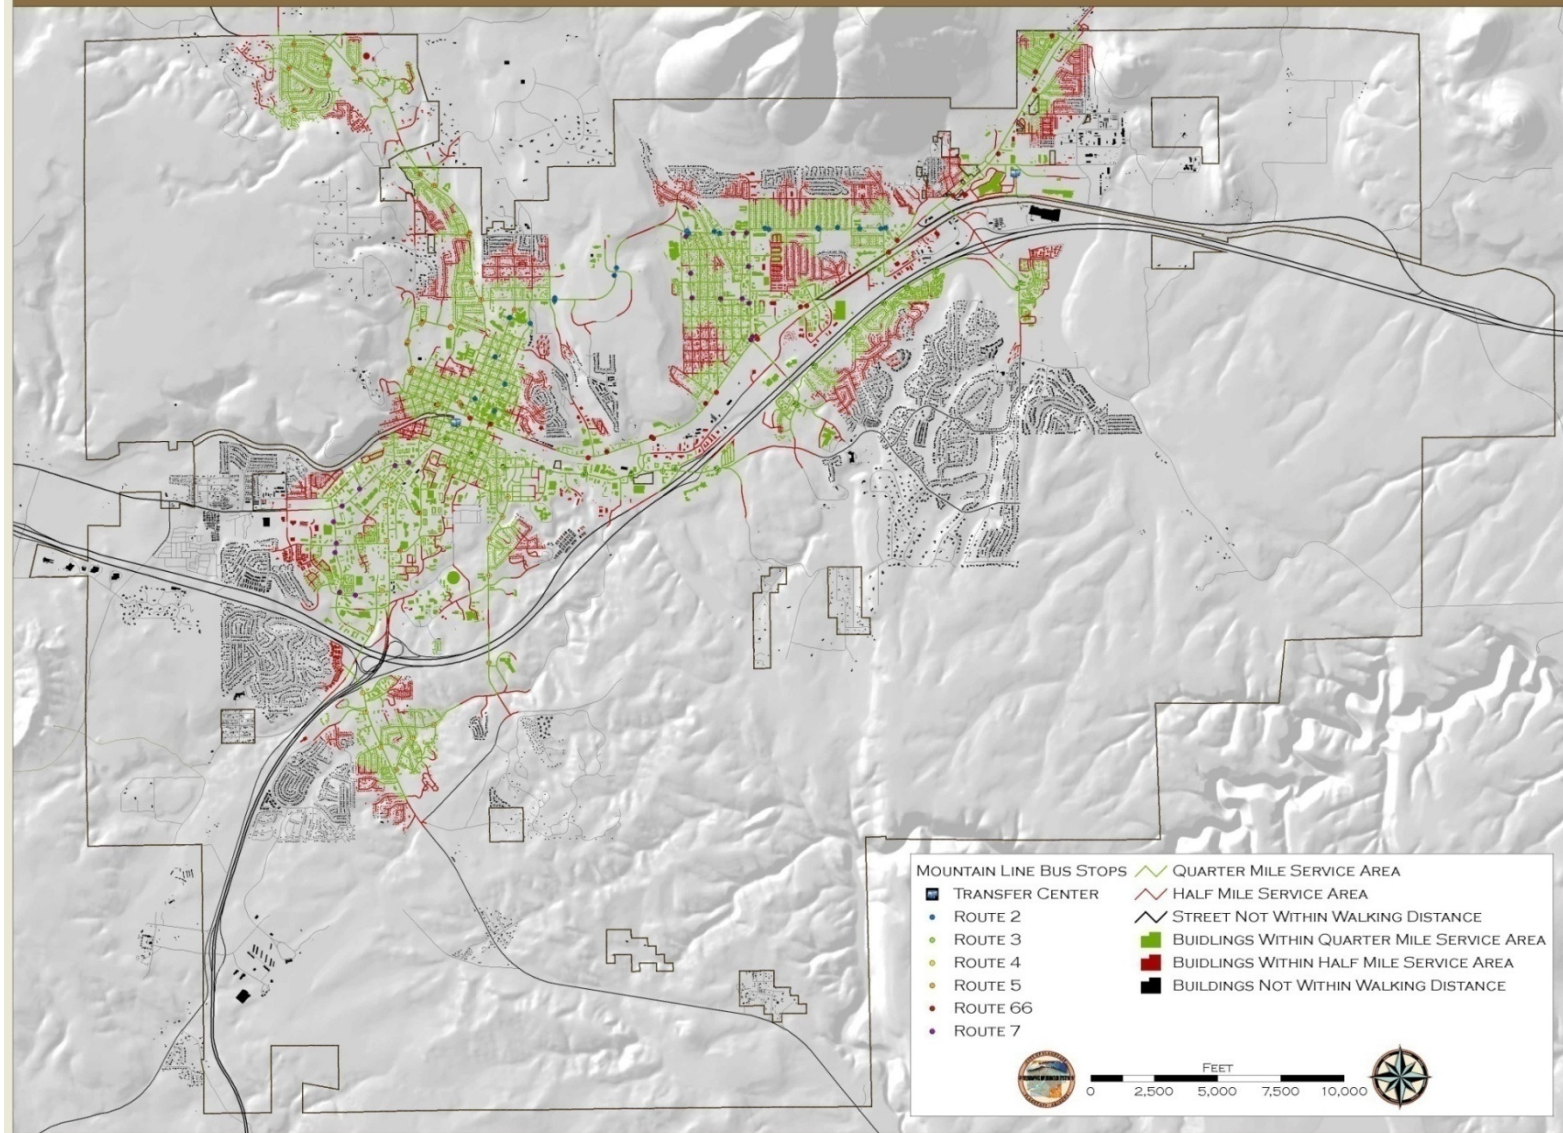 MOUNTAIN LINE BUS STOPS
TRANSFER CENTER
ROUTE 2
ROUTE 3
ROUTE 4
ROUTE 5
ROUTE 66
ROUTE 7
QUARTER MILE SERVICE AREA
HALF MILE SERVICE AREA
STREET NOT WITHIN WALKING DISTANCE
BUIDLINGS WITHIN QUARTER MILE SERVICE AREA
BUIDLINGS WITHIN HALF MILE SERVICE AREA
BUILDINGS NOT WITHIN WALKING DISTANCE
FEET
0 2,500 5,000 7,500 10,000